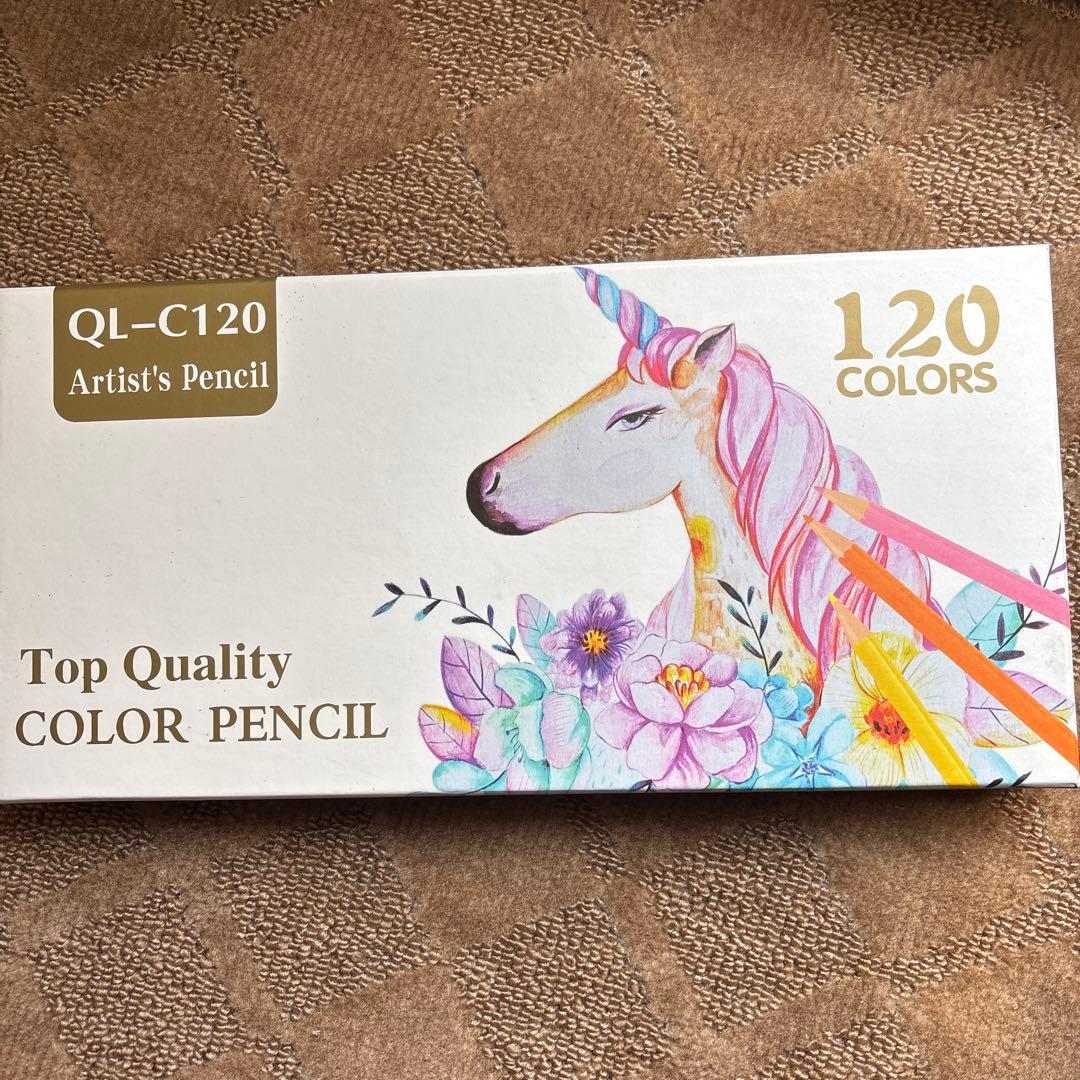 QL-C120
Artist's Pencil
120
COLORS
Top Quality
COLOR PENCIL